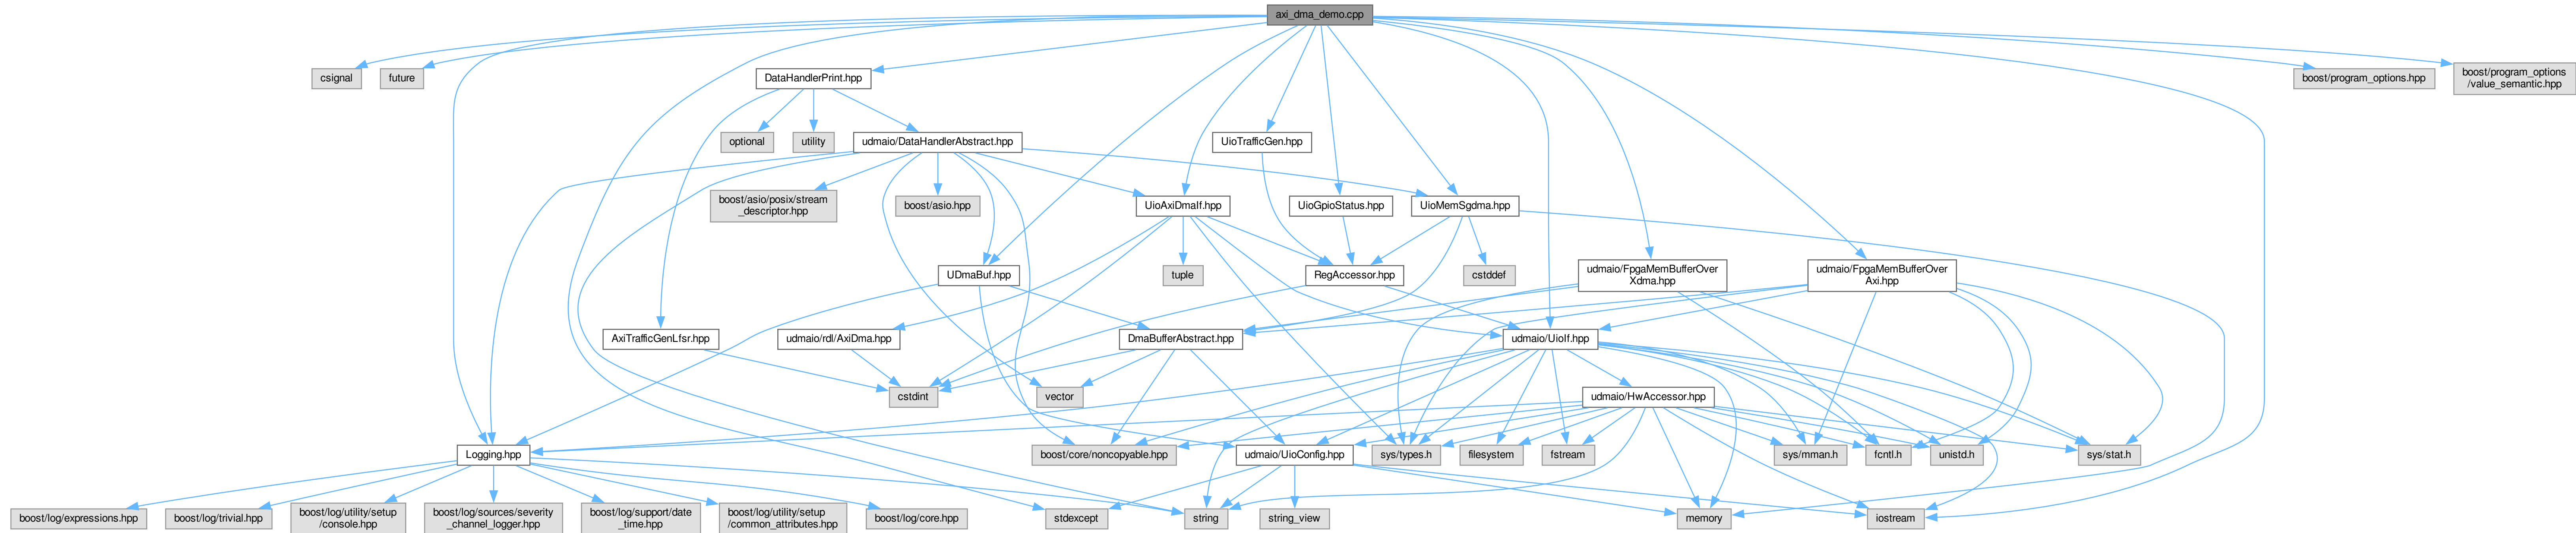 axi_dma_demo.cpp
csignal
future
DataHandlerPrint.hpp
boost/program_options.hpp
boost/program_options
/value_semantic.hpp
optional
utility
udmaio/DataHandlerAbstract.hpp
UioTrafficGen.hpp
boost/asio/posix/stream
_descriptor.hpp
boost/asio.hpp
UioAxiDmaIf.hpp
UioGpioStatus.hpp
UioMemSgdma.hpp
UDmaBuf.hpp
tuple
RegAccessor.hpp
cstddef
udmaio/FpgaMemBufferOver
Xdma.hpp
udmaio/FpgaMemBufferOver
Axi.hpp
AxiTrafficGenLfsr.hpp
udmaio/rdl/AxiDma.hpp
DmaBufferAbstract.hpp
udmaio/UioIf.hpp
cstdint
vector
udmaio/HwAccessor.hpp
Logging.hpp
boost/core/noncopyable.hpp
udmaio/UioConfig.hpp
sys/types.h
filesystem
fstream
sys/mman.h
fcntl.h
unistd.h
sys/stat.h
boost/log/expressions.hpp
boost/log/trivial.hpp
boost/log/utility/setup
/console.hpp
boost/log/sources/severity
_channel_logger.hpp
boost/log/support/date
_time.hpp
boost/log/utility/setup
/common_attributes.hpp
boost/log/core.hpp
stdexcept
string
string_view
memory
iostream